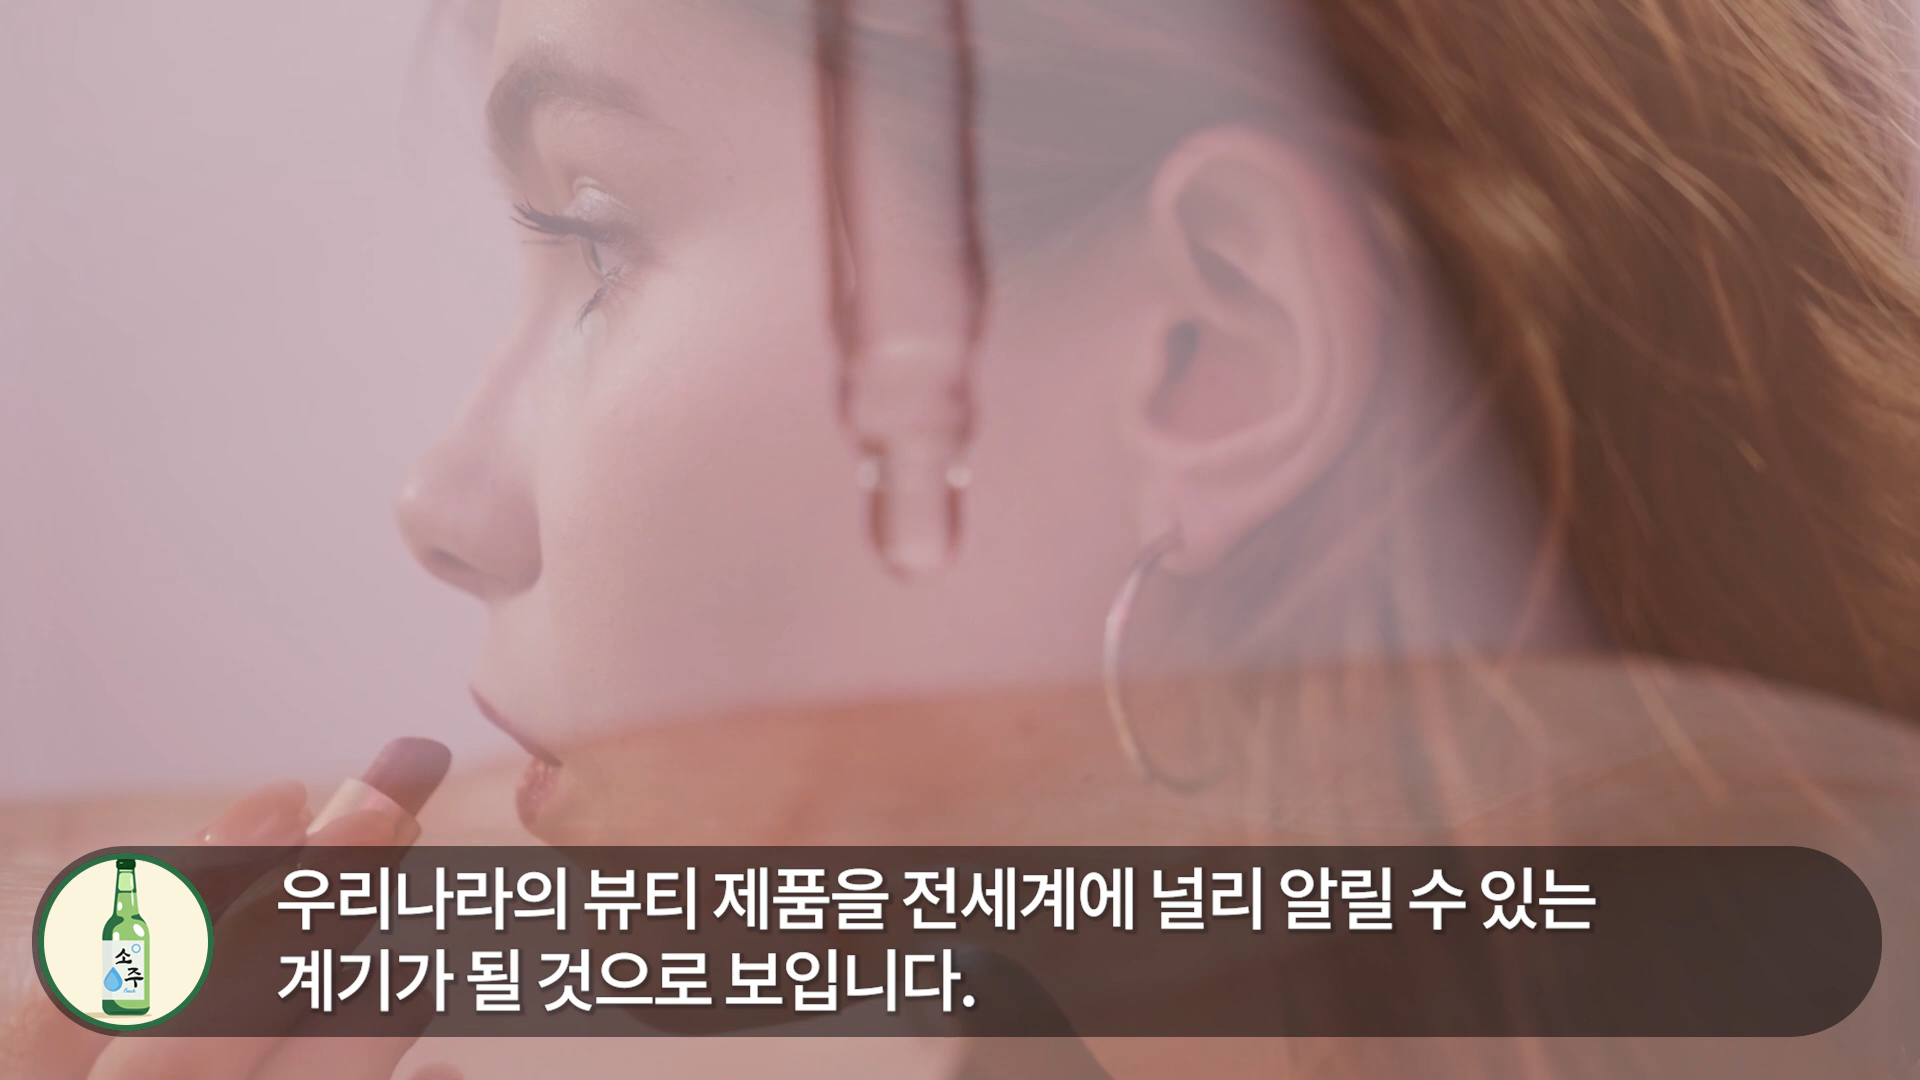 소주
우리나라의 뷰티 제품을 전세계에 널리 알릴 수 있는
계기가 될 것으로 보입니다.